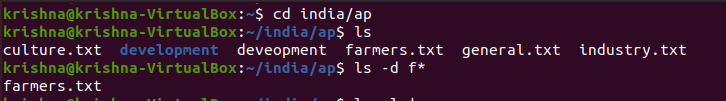 krishna@krishna-VirtualBox:~$ cd india/ap
krishna@krishna-VirtualBox:~/india/ap$ ls
culture.txt development deveopment farmers.txt general.txt industry.txt
krishna@krishna-VirtualBox:~/india/ap$ ls -d f*
farmers.txt